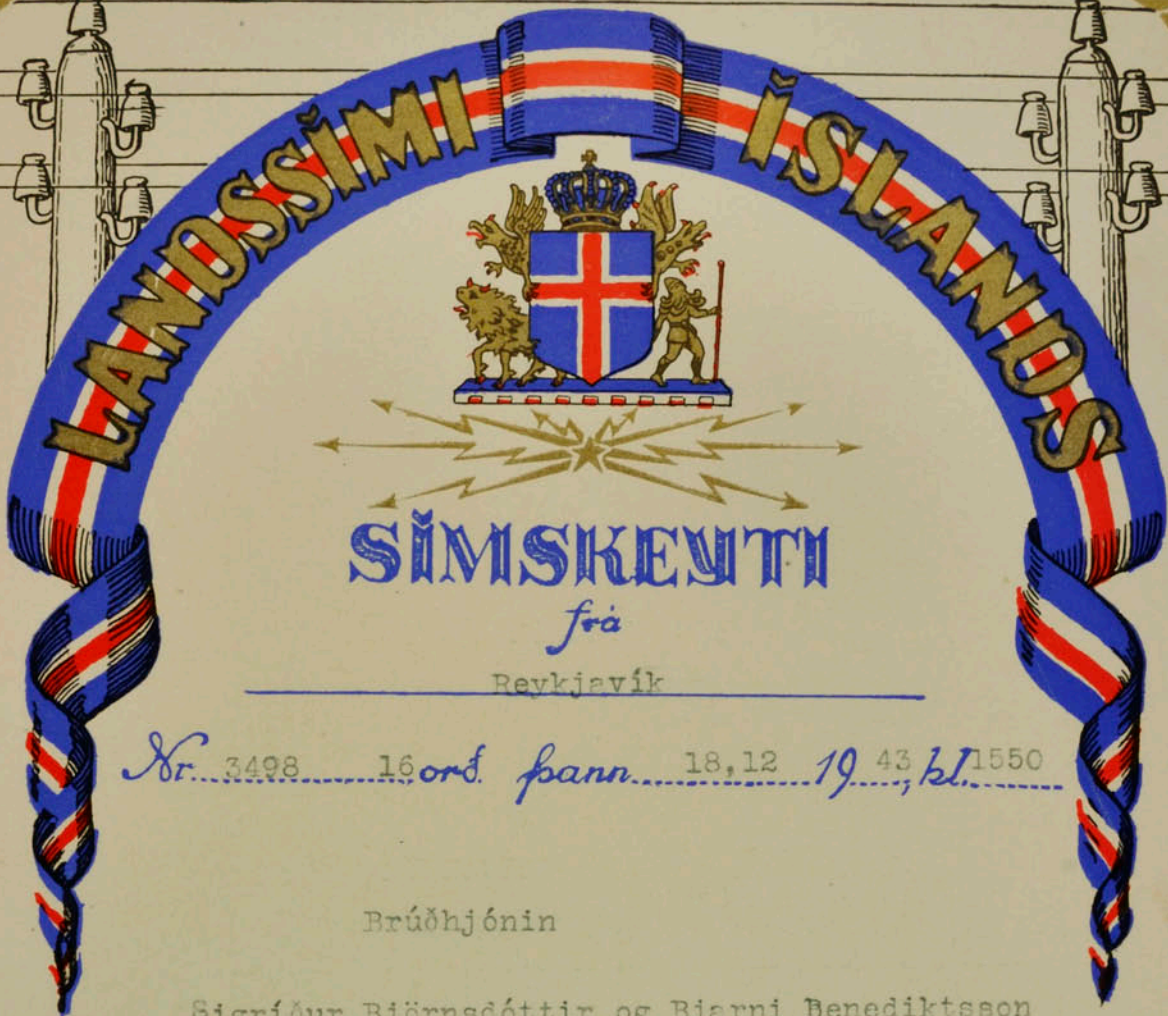 LANDSSÍMI ÍSLANDS
SÍMSKEYTI
frá
Reykjavík
Nr. 3498 16 orð. þann 18,12 19 43, kl. 1550
Brúðhjónin
Sigríður Björnsdóttir og Bjarni Benediktsson